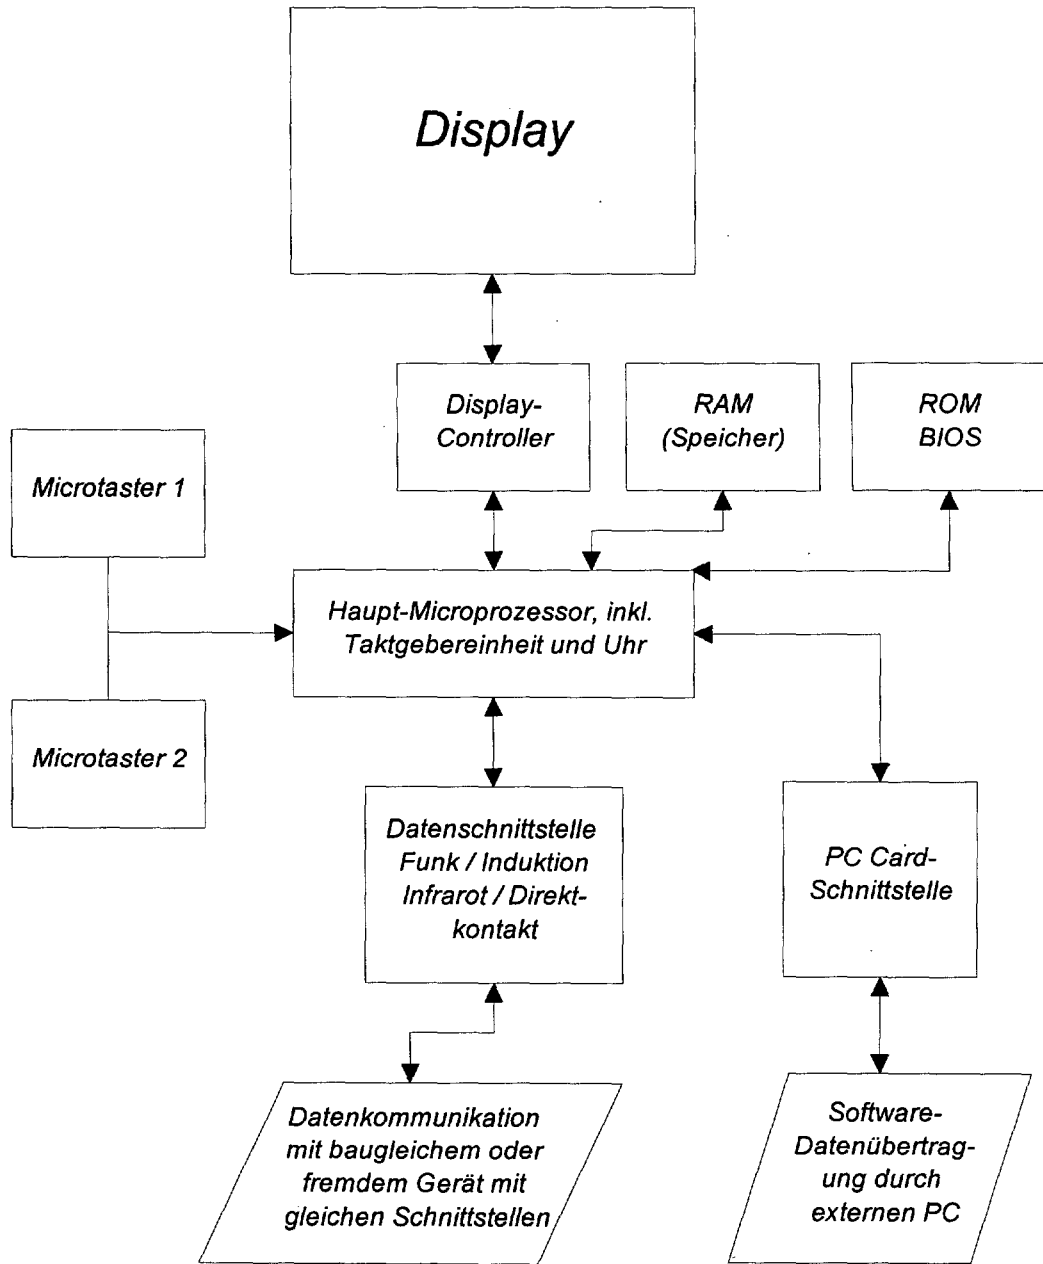 Display
Display-
Controller
RAM
(Speicher)
ROM
BIOS
Microtaster 1
Haupt-Microprozessor, inkl.
Taktgebereinheit und Uhr
Microtaster 2
Datenschnittstelle
Funk / Induktion
Infrarot / Direkt-
kontakt
PC Card-
Schnittstelle
Datenkommunikation
mit baugleichem oder
fremdem Gerät mit
gleichen Schnittstellen
Software-
Datenübertrag-
ung durch
externen PC